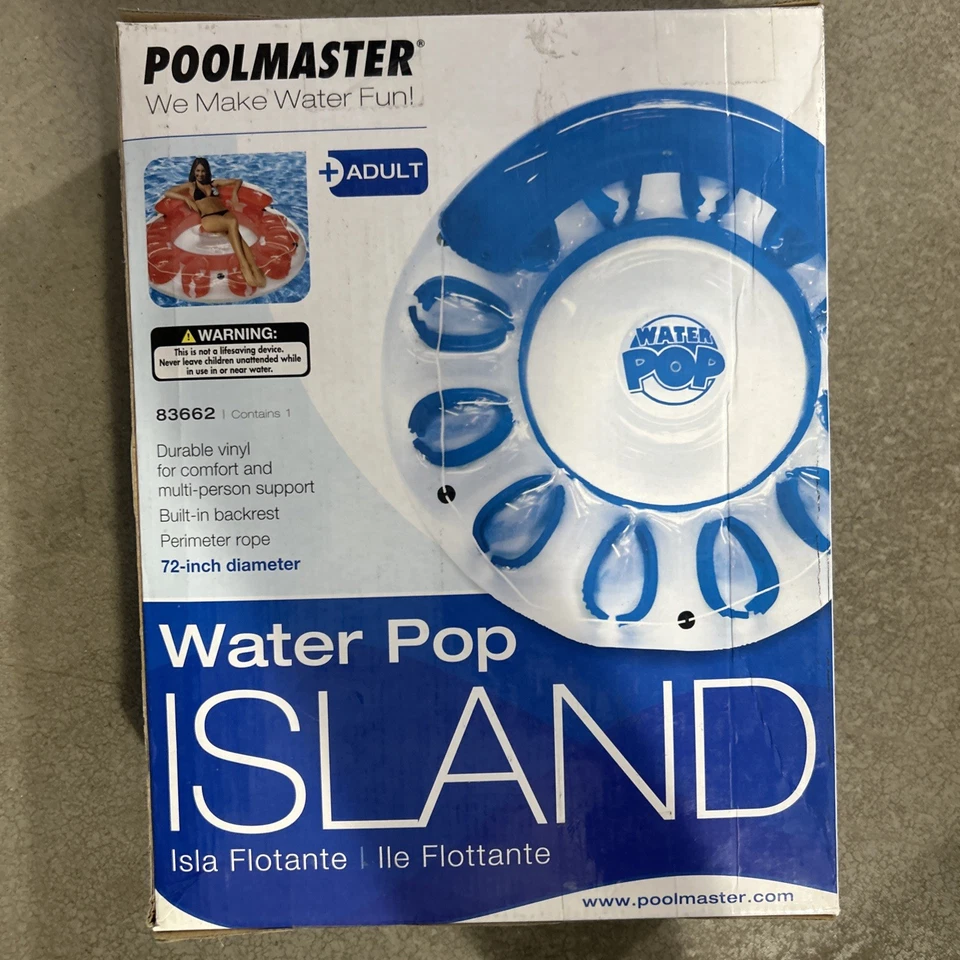 POOLMASTER®
We Make Water Fun!
+ADULT
WARNING:
This is not a lifesaving device.
Never leave children unattended while
in use in or near water.
83662 | Contains 1
Durable vinyl
for comfort and
multi-person support
Built-in backrest
Perimeter rope
72-inch diameter
WATER
POP
Water Pop
ISLAND
Isla Flotante | Ile Flottante
www.poolmaster.com